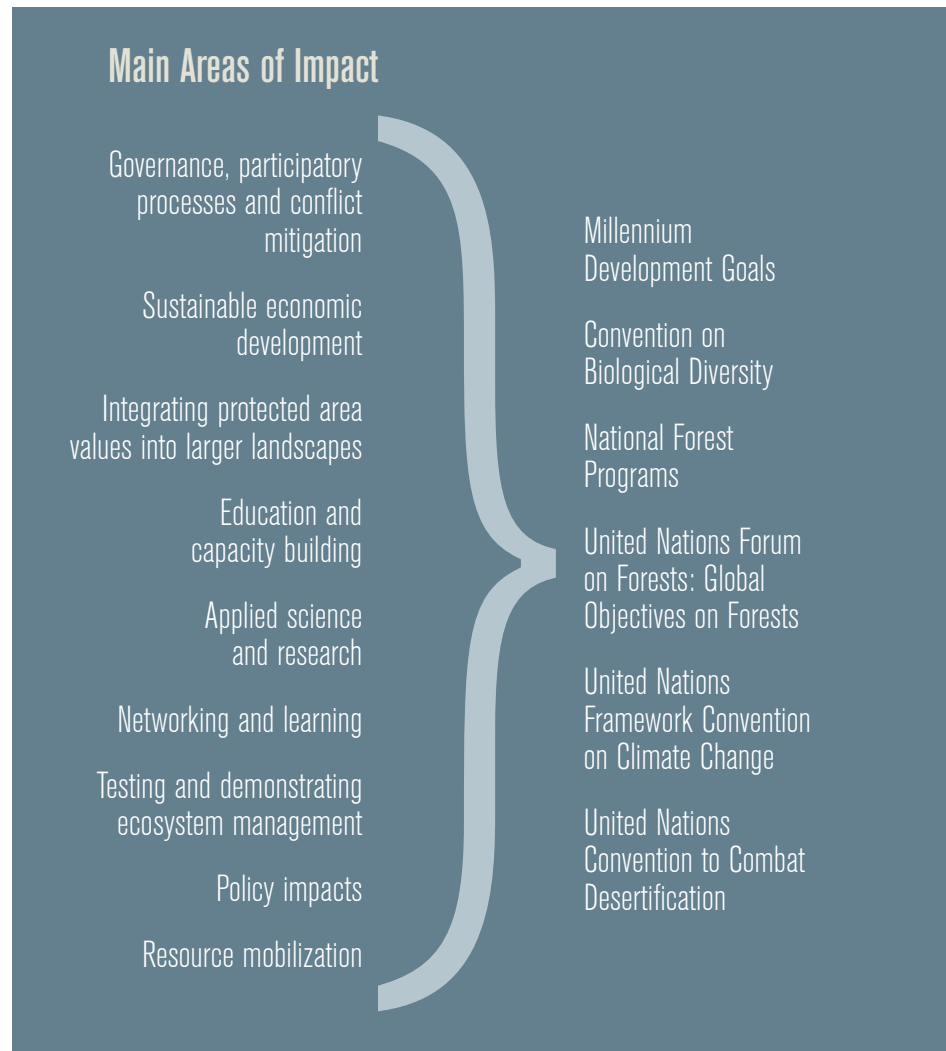 Main Areas of Impact
Governance, participatory
processes and conflict
mitigation
Sustainable economic
development
Integrating protected area
values into larger landscapes
Education and
capacity building
Applied science
and research
Networking and learning
Testing and demonstrating
ecosystem management
Policy impacts
Resource mobilization
Millennium
Development Goals
Convention on
Biological Diversity
National Forest
Programs
United Nations Forum
on Forests: Global
Objectives on Forests
United Nations
Framework Convention
on Climate Change
United Nations
Convention to Combat
Desertification